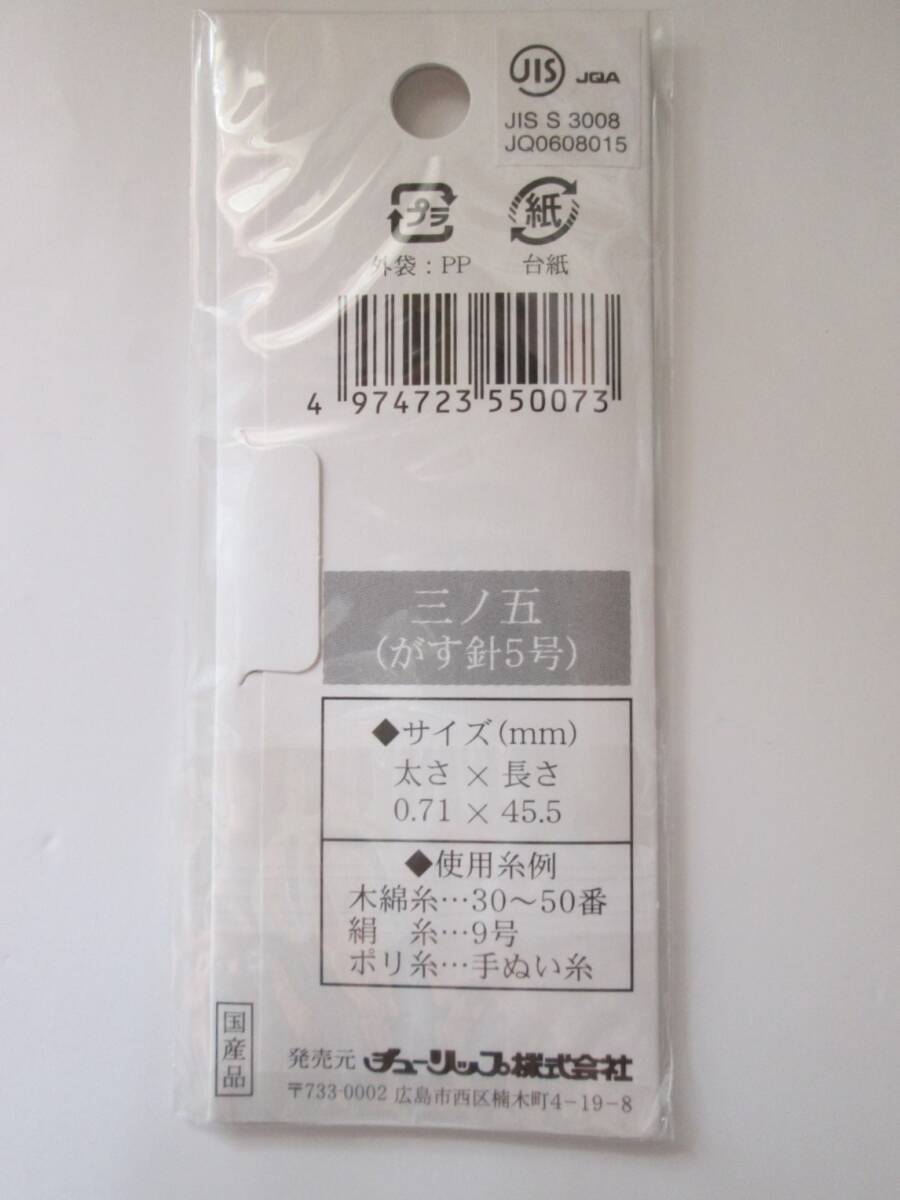 JIS JQA
JIS S 3008
JQ0608015
プラ 紙
外袋：PP 台紙
4 974723 550073
三ノ五
(がす針5号)
◆サイズ(mm)
太さ × 長さ
0.71 × 45.5
◆使用糸例
木綿糸…30～50番
絹　糸…9号
ポリ糸…手ぬい糸
国産品
発売元 チューリップ株式会社
〒733-0002 広島市西区楠木町4-19-8